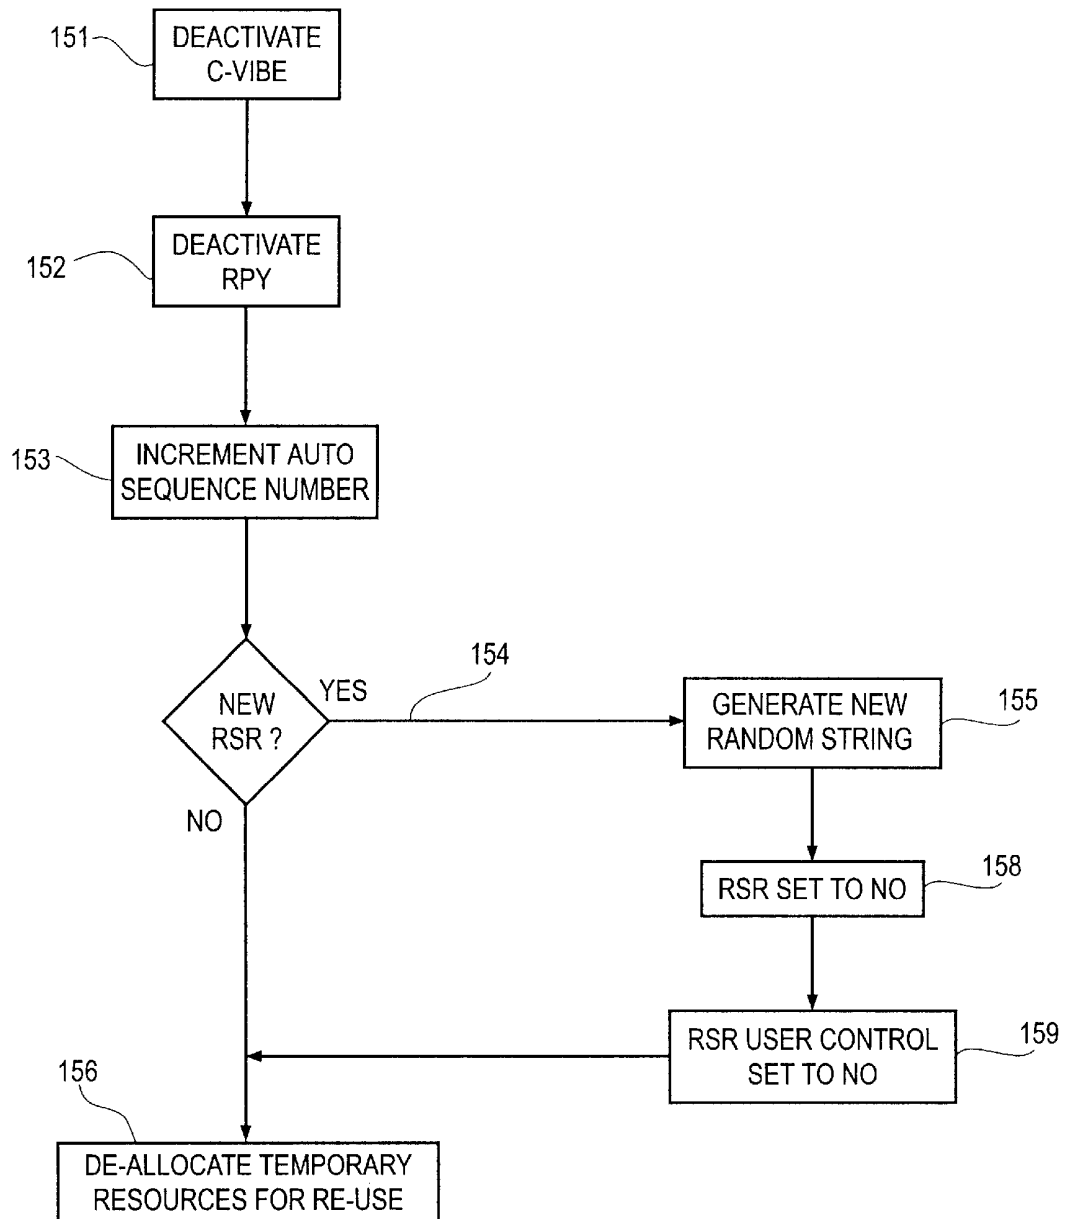 151
DEACTIVATE
C-VIBE
152
DEACTIVATE
RPY
153
INCREMENT AUTO
SEQUENCE NUMBER
NEW
RSR ?
YES
154
NO
GENERATE NEW
RANDOM STRING
155
RSR SET TO NO
158
RSR USER CONTROL
SET TO NO
159
156
DE-ALLOCATE TEMPORARY
RESOURCES FOR RE-USE